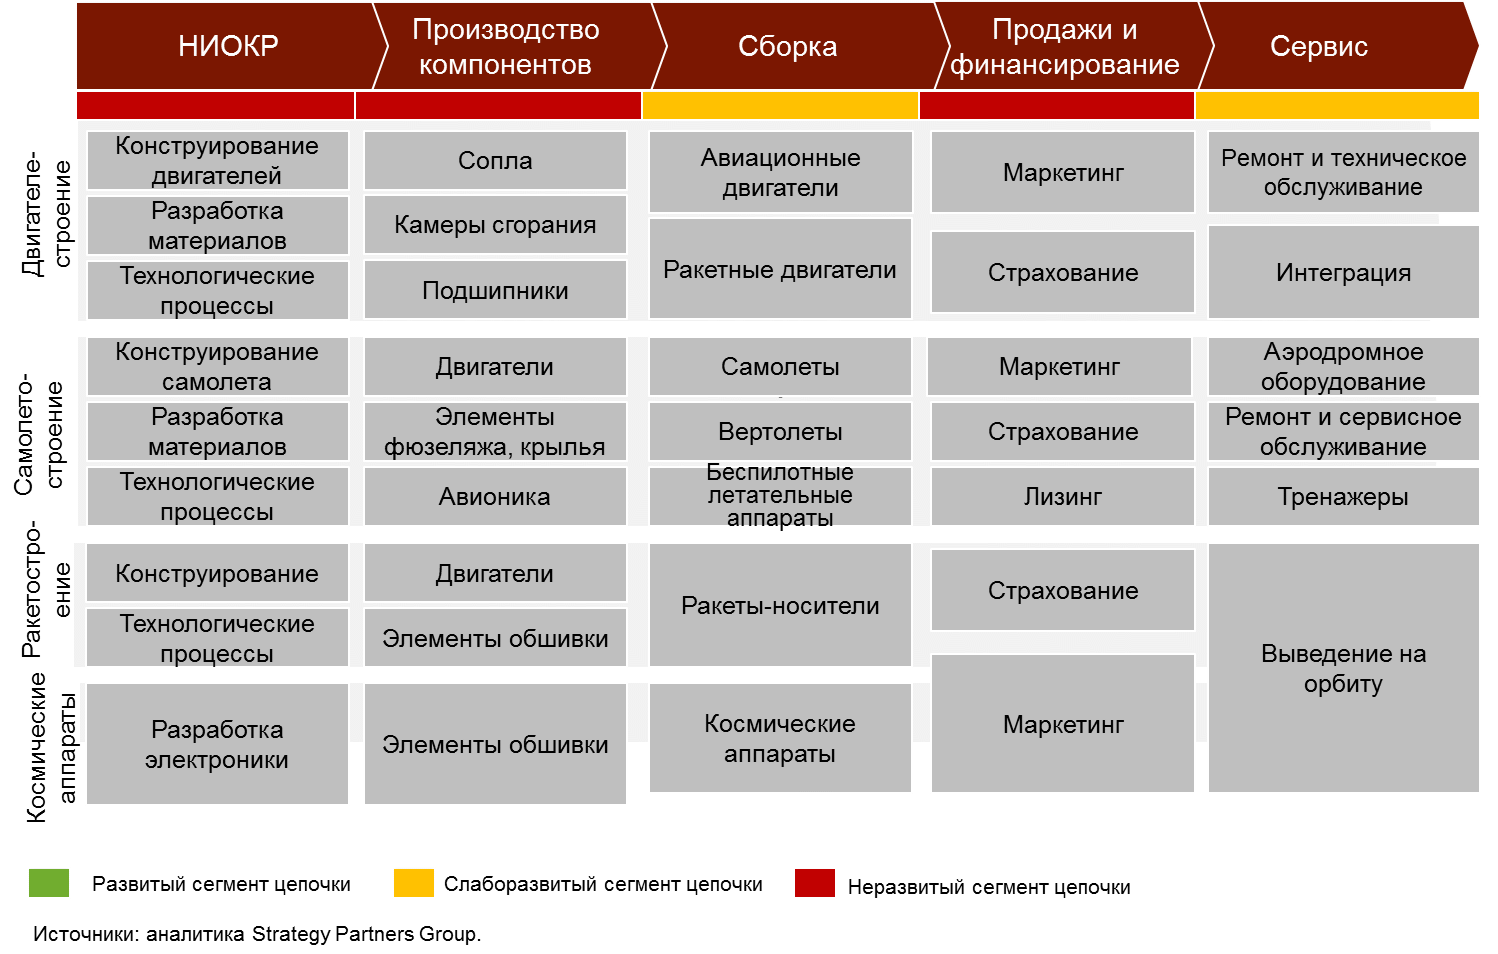 НИОКР
Производство
компонентов
Сборка
Продажи и
финансирование
Сервис
Двигателе-
строение
Конструирование
двигателей
Разработка
материалов
Технологические
процессы
Сопла
Камеры сгорания
Подшипники
Авиационные
двигатели
Ракетные двигатели
Маркетинг
Страхование
Ремонт и техническое
обслуживание
Интеграция
Самолето-
строение
Конструирование
самолета
Разработка
материалов
Технологические
процессы
Двигатели
Элементы
фюзеляжа, крылья
Авионика
Самолеты
Вертолеты
Беспилотные
летательные
аппараты
Маркетинг
Страхование
Лизинг
Аэродромное
оборудование
Ремонт и сервисное
обслуживание
Тренажеры
Ракетостро-
ение
Конструирование
Технологические
процессы
Двигатели
Элементы обшивки
Ракеты-носители
Страхование
Маркетинг
Выведение на
орбиту
Космические
аппараты
Разработка
электроники
Элементы обшивки
Космические
аппараты
Развитый сегмент цепочки
Слаборазвитый сегмент цепочки
Неразвитый сегмент цепочки
Источники: аналитика Strategy Partners Group.